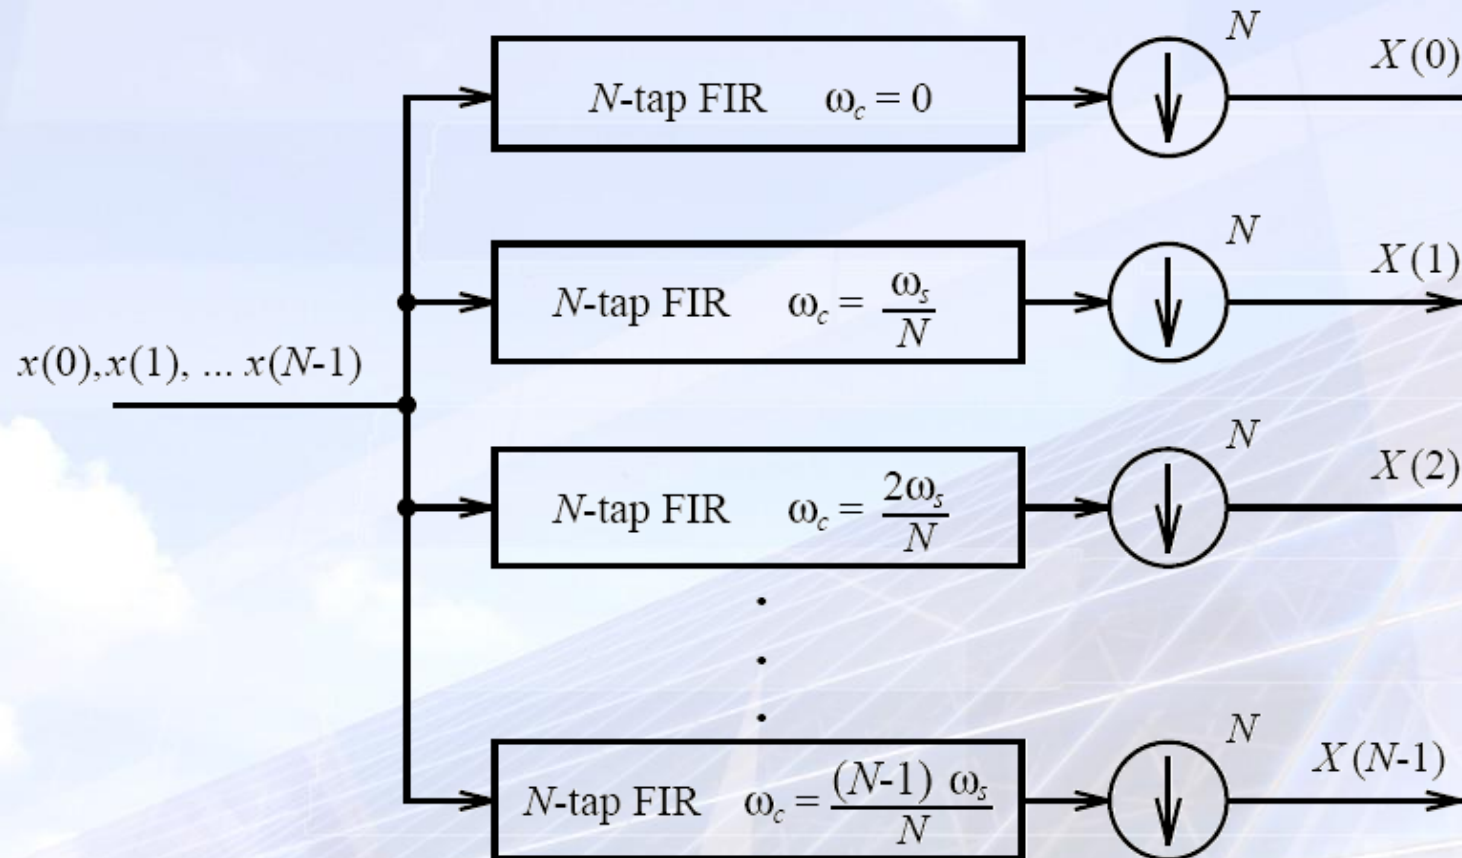 N
X(0)
N-tap FIR ω_c = 0
N
X(1)
N-tap FIR ω_c = ω_s/N
x(0),x(1), ... x(N-1)
N
X(2)
N-tap FIR ω_c = 2ω_s/N
.
.
.
N
X(N-1)
N-tap FIR ω_c = (N-1) ω_s/N